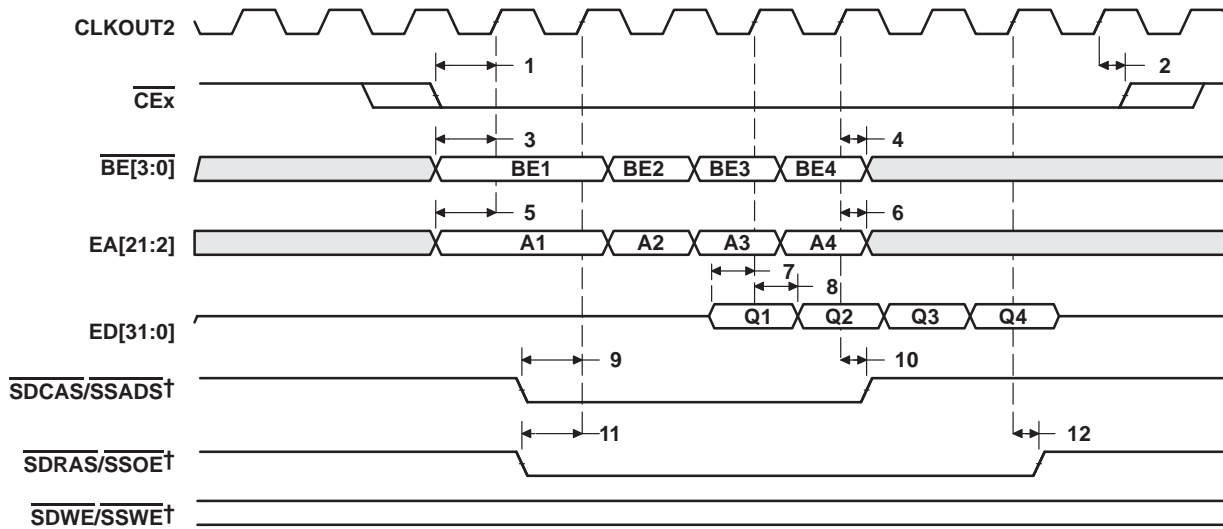 CLKOUT2
1
2
CEx
3
4
BE[3:0]
BE1
BE2
BE3
BE4
5
6
EA[21:2]
A1
A2
A3
A4
7
8
ED[31:0]
Q1
Q2
Q3
Q4
9
10
SDCAS/SSADS†
11
12
SDRAS/SSOE†
SDWE/SSWE†